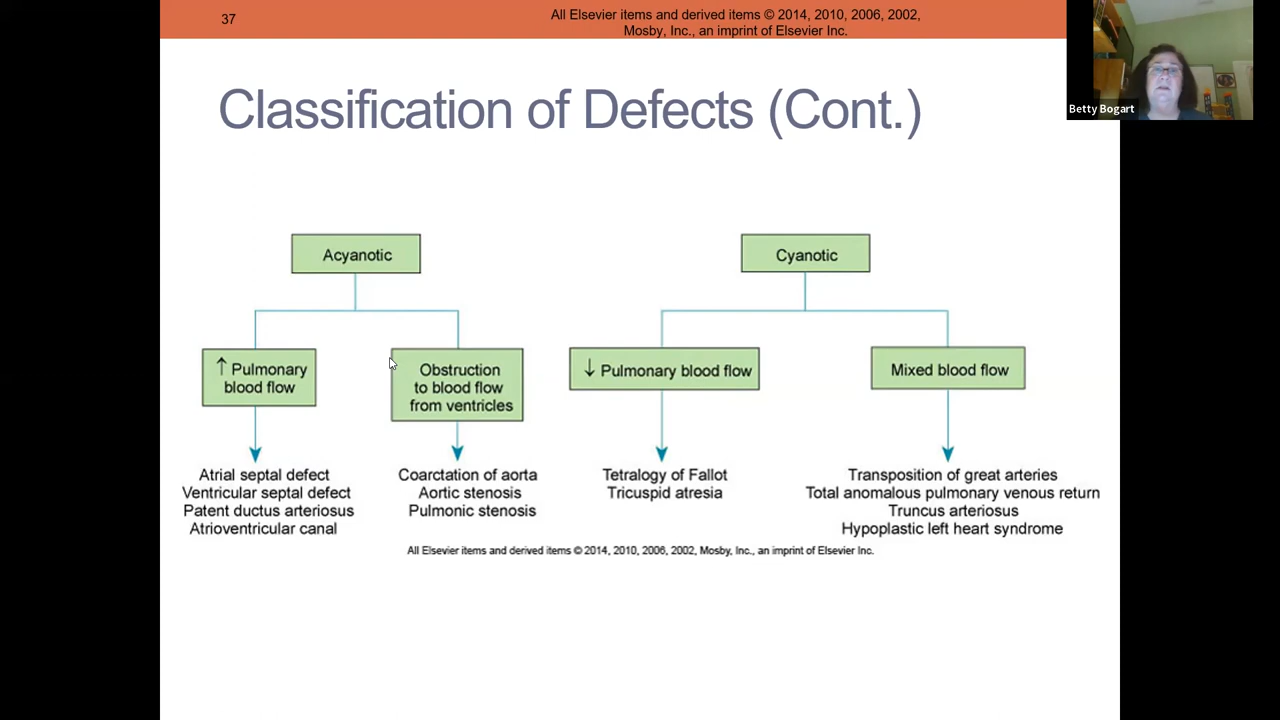 37
All Elsevier items and derived items © 2014, 2010, 2006, 2002,
Mosby, Inc., an imprint of Elsevier Inc.
Betty Bogart
Classification of Defects (Cont.)
Acyanotic
Cyanotic
↑ Pulmonary
blood flow
Obstruction
to blood flow
from ventricles
↓ Pulmonary blood flow
Mixed blood flow
Atrial septal defect
Ventricular septal defect
Patent ductus arteriosus
Atrioventricular canal
Coarctation of aorta
Aortic stenosis
Pulmonic stenosis
Tetralogy of Fallot
Tricuspid atresia
Transposition of great arteries
Total anomalous pulmonary venous return
Truncus arteriosus
Hypoplastic left heart syndrome
All Elsevier items and derived items © 2014, 2010, 2006, 2002, Mosby, Inc., an imprint of Elsevier Inc.